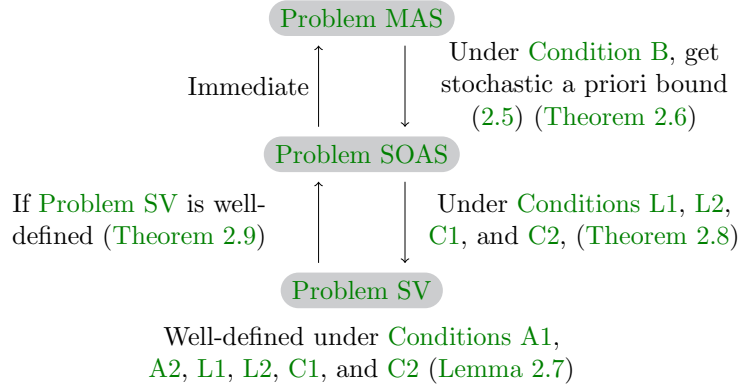 Problem MAS
Immediate
Under Condition B, get
stochastic a priori bound
(2.5) (Theorem 2.6)
Problem SOAS
If Problem SV is well-
defined (Theorem 2.9)
Under Conditions L1, L2,
C1, and C2, (Theorem 2.8)
Problem SV
Well-defined under Conditions A1,
A2, L1, L2, C1, and C2 (Lemma 2.7)